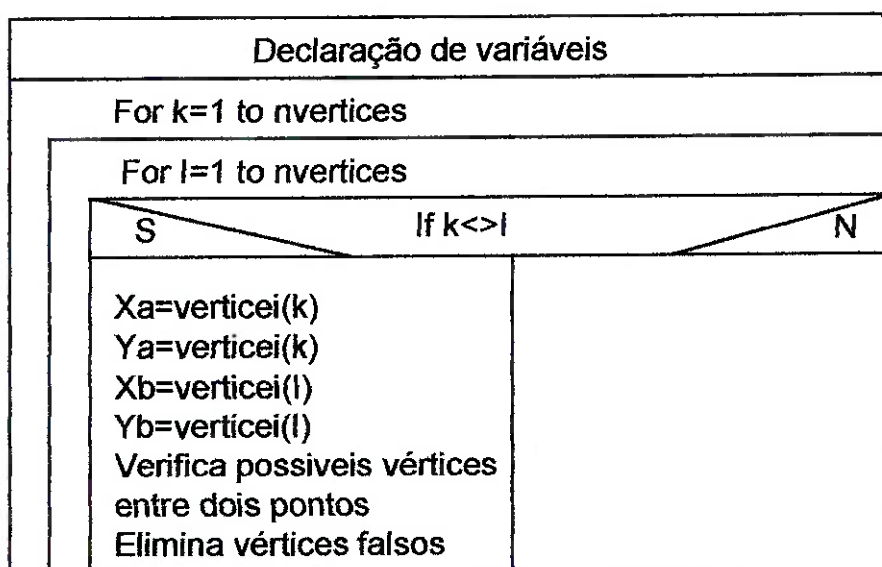 Declaração de variáveis
For k=1 to nvertices
For l=1 to nvertices
S If k<>l N
Xa=verticei(k)
Ya=verticei(k)
Xb=verticei(l)
Yb=verticei(l)
Verifica possiveis vértices
entre dois pontos
Elimina vértices falsos